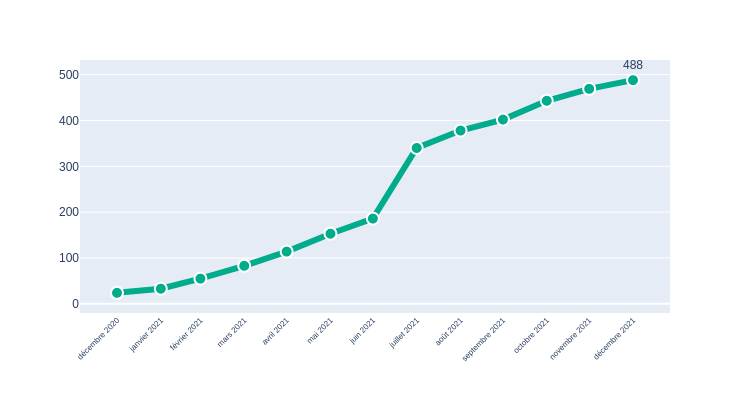 488
500
400
300
200
100
0
décembre 2020
janvier 2021
février 2021
mars 2021
avril 2021
mai 2021
juin 2021
juillet 2021
août 2021
septembre 2021
octobre 2021
novembre 2021
décembre 2021